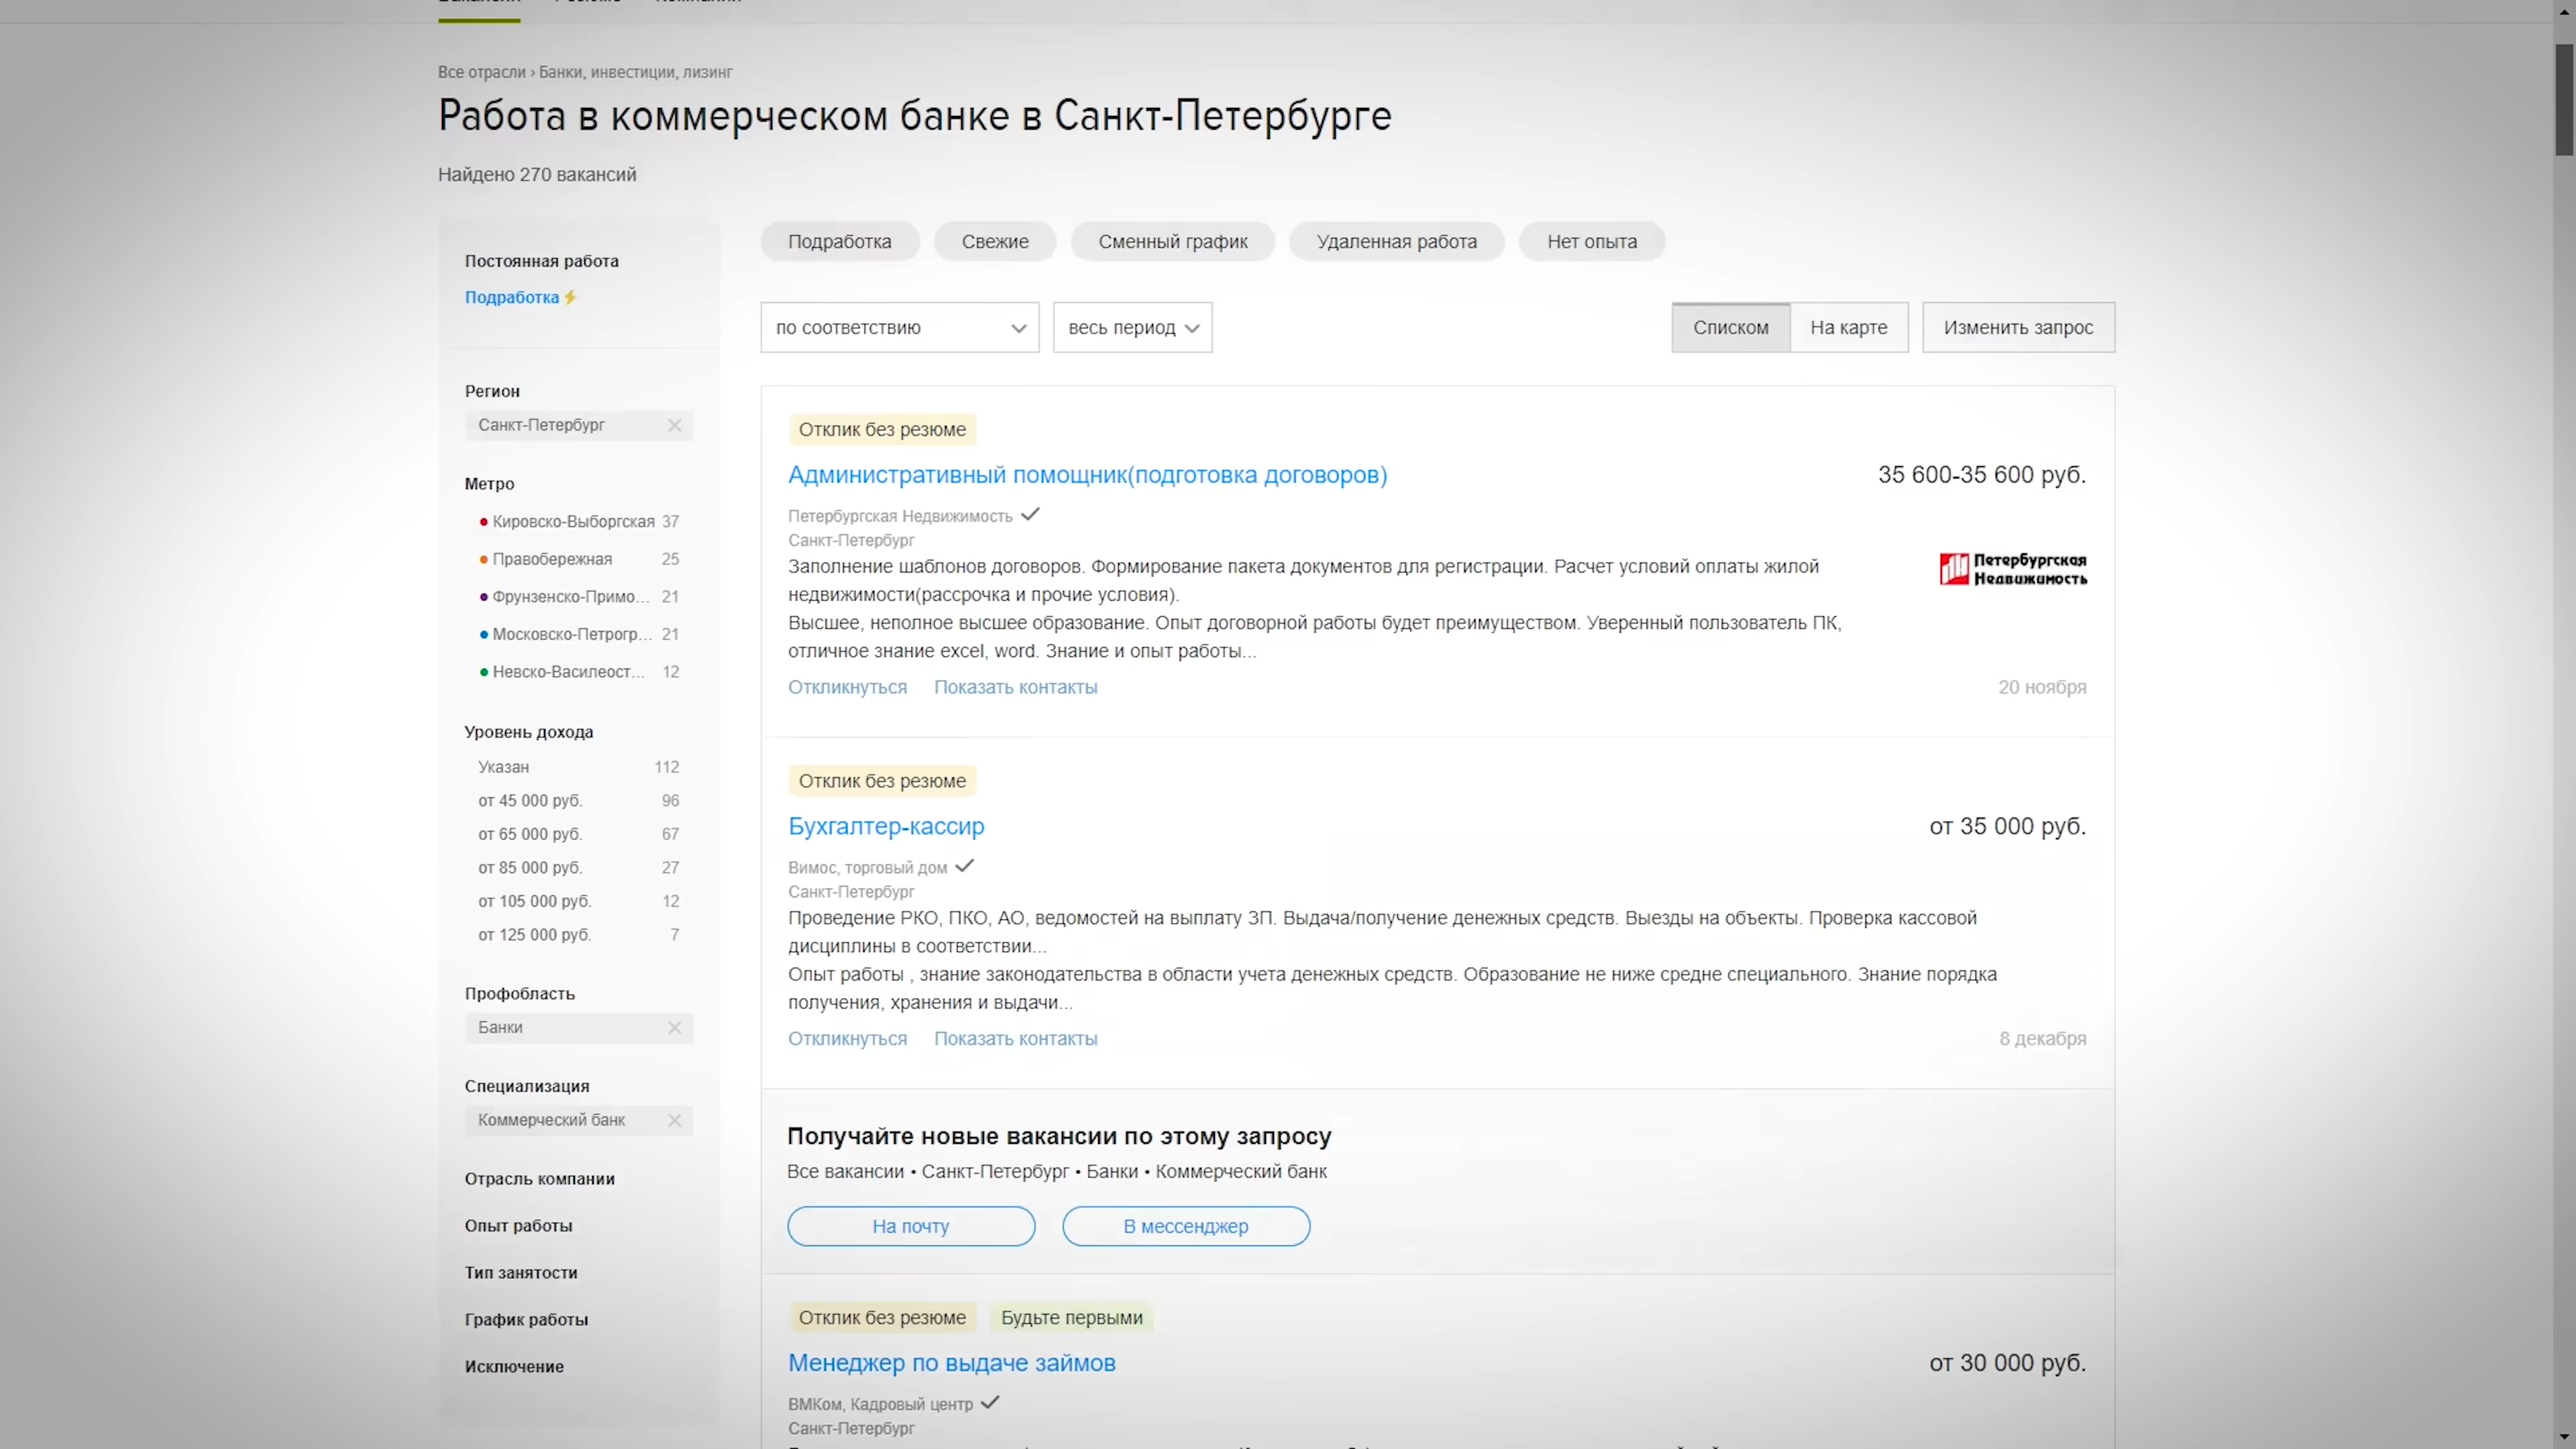 Все отрасли › Банки, инвестиции, лизинг
Работа в коммерческом банке в Санкт-Петербурге
Найдено 270 вакансий
Постоянная работа
Подработка
Регион
Санкт-Петербург
Метро
Кировско-Выборгская 37
Правобережная 25
Фрунзенско-Примо... 21
Московско-Петрогр... 21
Невско-Василеост... 12
Уровень дохода
Указан 112
от 45 000 руб. 96
от 65 000 руб. 67
от 85 000 руб. 27
от 105 000 руб. 12
от 125 000 руб. 7
Профобласть
Банки
Специализация
Коммерческий банк
Отрасль компании
Опыт работы
Тип занятости
График работы
Исключение
Подработка Свежие Сменный график Удаленная работа Нет опыта
по соответствию весь период Списком На карте Изменить запрос
Отклик без резюме
Административный помощник(подготовка договоров) 35 600-35 600 руб.
Петербургская Недвижимость
Санкт-Петербург
Петербургская
Недвижимость
Заполнение шаблонов договоров. Формирование пакета документов для регистрации. Расчет условий оплаты жилой
недвижимости(рассрочка и прочие условия).
Высшее, неполное высшее образование. Опыт договорной работы будет преимуществом. Уверенный пользователь ПК,
отличное знание excel, word. Знание и опыт работы...
Откликнуться Показать контакты 20 ноября
Отклик без резюме
Бухгалтер-кассир от 35 000 руб.
Вимос, торговый дом
Санкт-Петербург
Проведение РКО, ПКО, АО, ведомостей на выплату ЗП. Выдача/получение денежных средств. Выезды на объекты. Проверка кассовой
дисциплины в соответствии...
Опыт работы , знание законодательства в области учета денежных средств. Образование не ниже средне специального. Знание порядка
получения, хранения и выдачи...
Откликнуться Показать контакты 8 декабря
Получайте новые вакансии по этому запросу
Все вакансии • Санкт-Петербург • Банки • Коммерческий банк
На почту В мессенджер
Отклик без резюме Будьте первыми
Менеджер по выдаче займов от 30 000 руб.
ВМКом, Кадровый центр
Санкт-Петербург